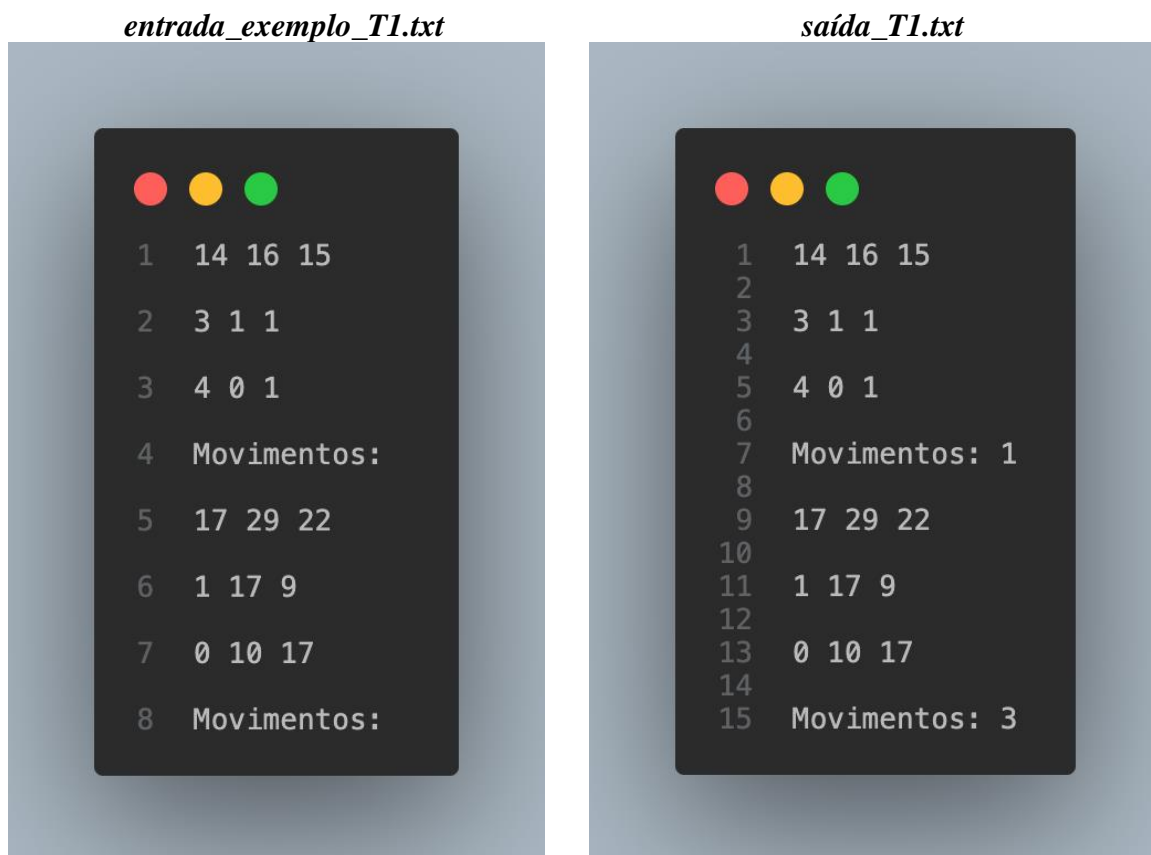 entrada_exemplo_T1.txt
1 14 16 15
2 3 1 1
3 4 0 1
4 Movimentos:
5 17 29 22
6 1 17 9
7 0 10 17
8 Movimentos:
saída_T1.txt
1 14 16 15
2
3 3 1 1
4
5 4 0 1
6
7 Movimentos: 1
8
9 17 29 22
10
11 1 17 9
12
13 0 10 17
14
15 Movimentos: 3